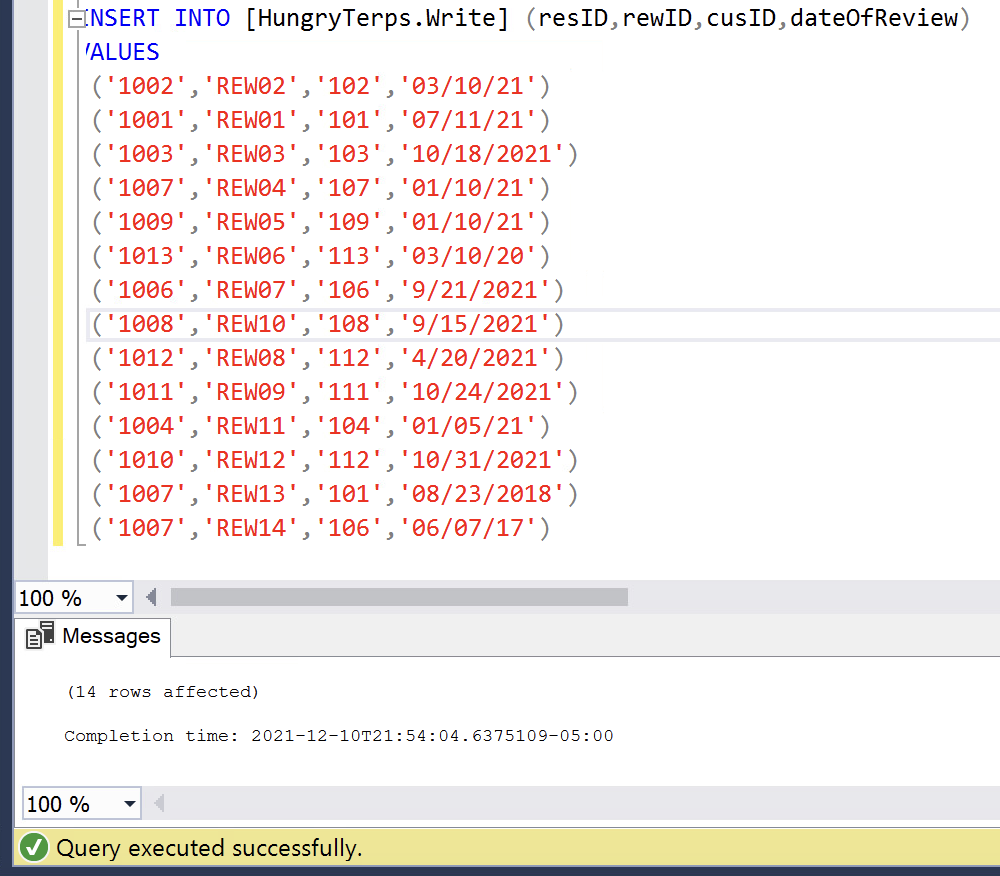 INSERT INTO [HungryTerps.Write] (resID,rewID,cusID,dateOfReview)
VALUES
('1002','REW02','102','03/10/21')
('1001','REW01','101','07/11/21')
('1003','REW03','103','10/18/2021')
('1007','REW04','107','01/10/21')
('1009','REW05','109','01/10/21')
('1013','REW06','113','03/10/20')
('1006','REW07','106','9/21/2021')
('1008','REW10','108','9/15/2021')
('1012','REW08','112','4/20/2021')
('1011','REW09','111','10/24/2021')
('1004','REW11','104','01/05/21')
('1010','REW12','112','10/31/2021')
('1007','REW13','101','08/23/2018')
('1007','REW14','106','06/07/17')
100 %
Messages
(14 rows affected)
Completion time: 2021-12-10T21:54:04.6375109-05:00
100 %
Query executed successfully.